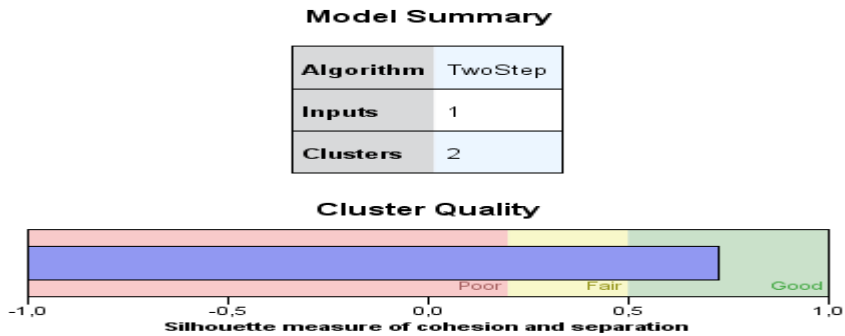 Model Summary
Algorithm TwoStep
Inputs 1
Clusters 2
Cluster Quality
Poor Fair Good
-1,0 -0,5 0,0 0,5 1,0
Silhouette measure of cohesion and separation